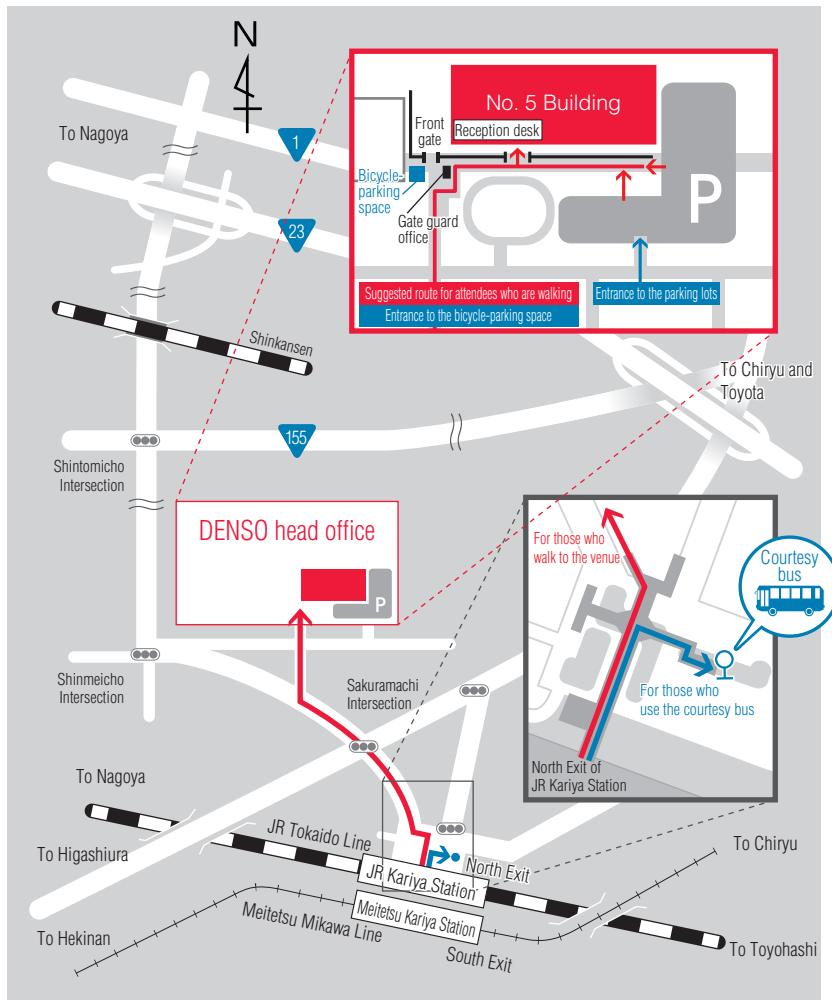 N
To Nagoya
1
23
No. 5 Building
Front
gate
Reception desk
Bicycle-
parking
space
Gate guard
office
P
Suggested route for attendees who are walking
Entrance to the bicycle-parking space
Entrance to the parking lots
Shinkansen
To Chiryu and
Toyota
155
Shintomicho
Intersection
DENSO head office
P
For those who
walk to the venue
Courtesy
bus
For those who
use the courtesy bus
North Exit of
JR Kariya Station
Shinmeicho
Intersection
Sakuramachi
Intersection
To Nagoya
JR Tokaido Line
To Higashiura
North Exit
JR Kariya Station
To Chiryu
Meitetsu Kariya Station
Meitetsu Mikawa Line
To Hekinan
South Exit
To Toyohashi